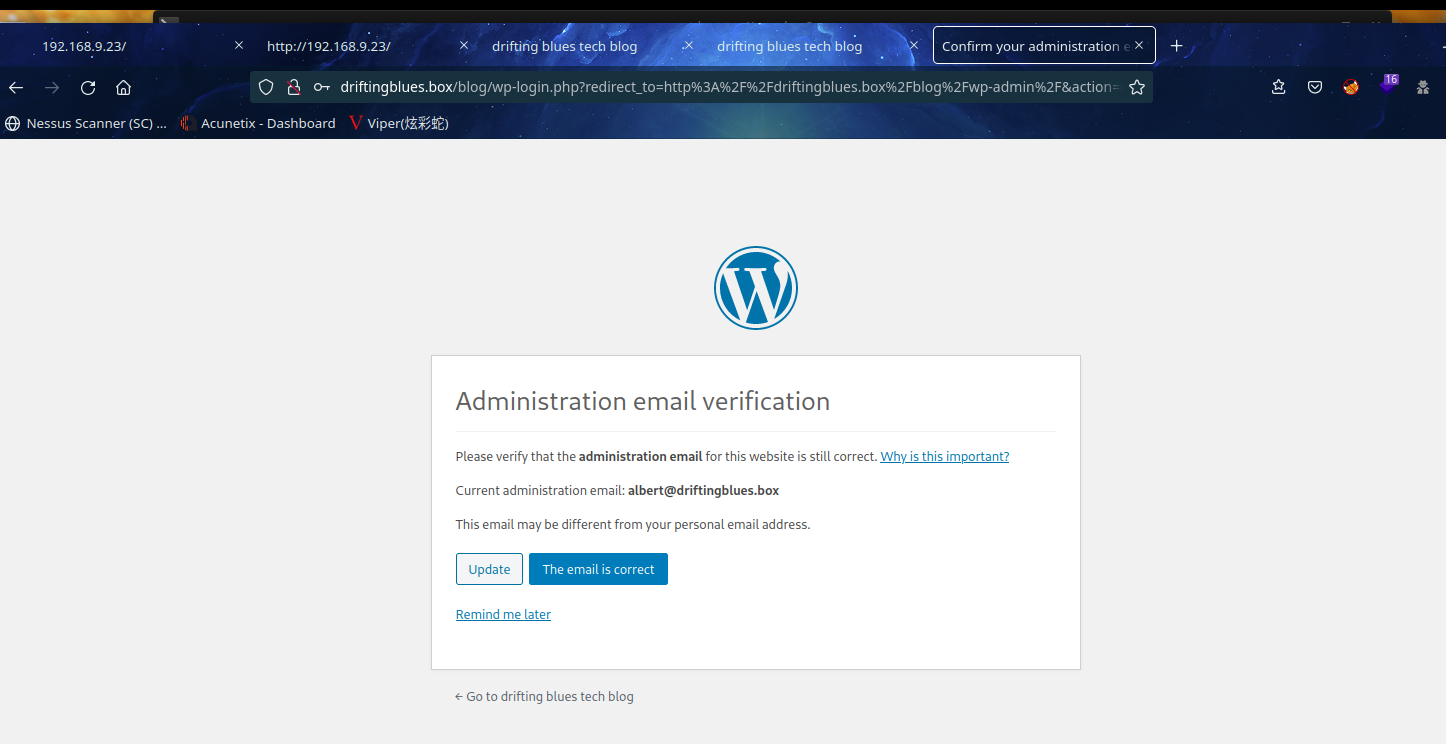 192.168.9.23/
http://192.168.9.23/
drifting blues tech blog
drifting blues tech blog
Confirm your administration e
driftingblues.box/blog/wp-login.php?redirect_to=http%3A%2F%2Fdriftingblues.box%2Fblog%2Fwp-admin%2F&action=
16
Nessus Scanner (SC) ...
Acunetix - Dashboard
Viper(炫彩蛇)
Administration email verification
Please verify that the administration email for this website is still correct. Why is this important?
Current administration email: albert@driftingblues.box
This email may be different from your personal email address.
Update
The email is correct
Remind me later
← Go to drifting blues tech blog